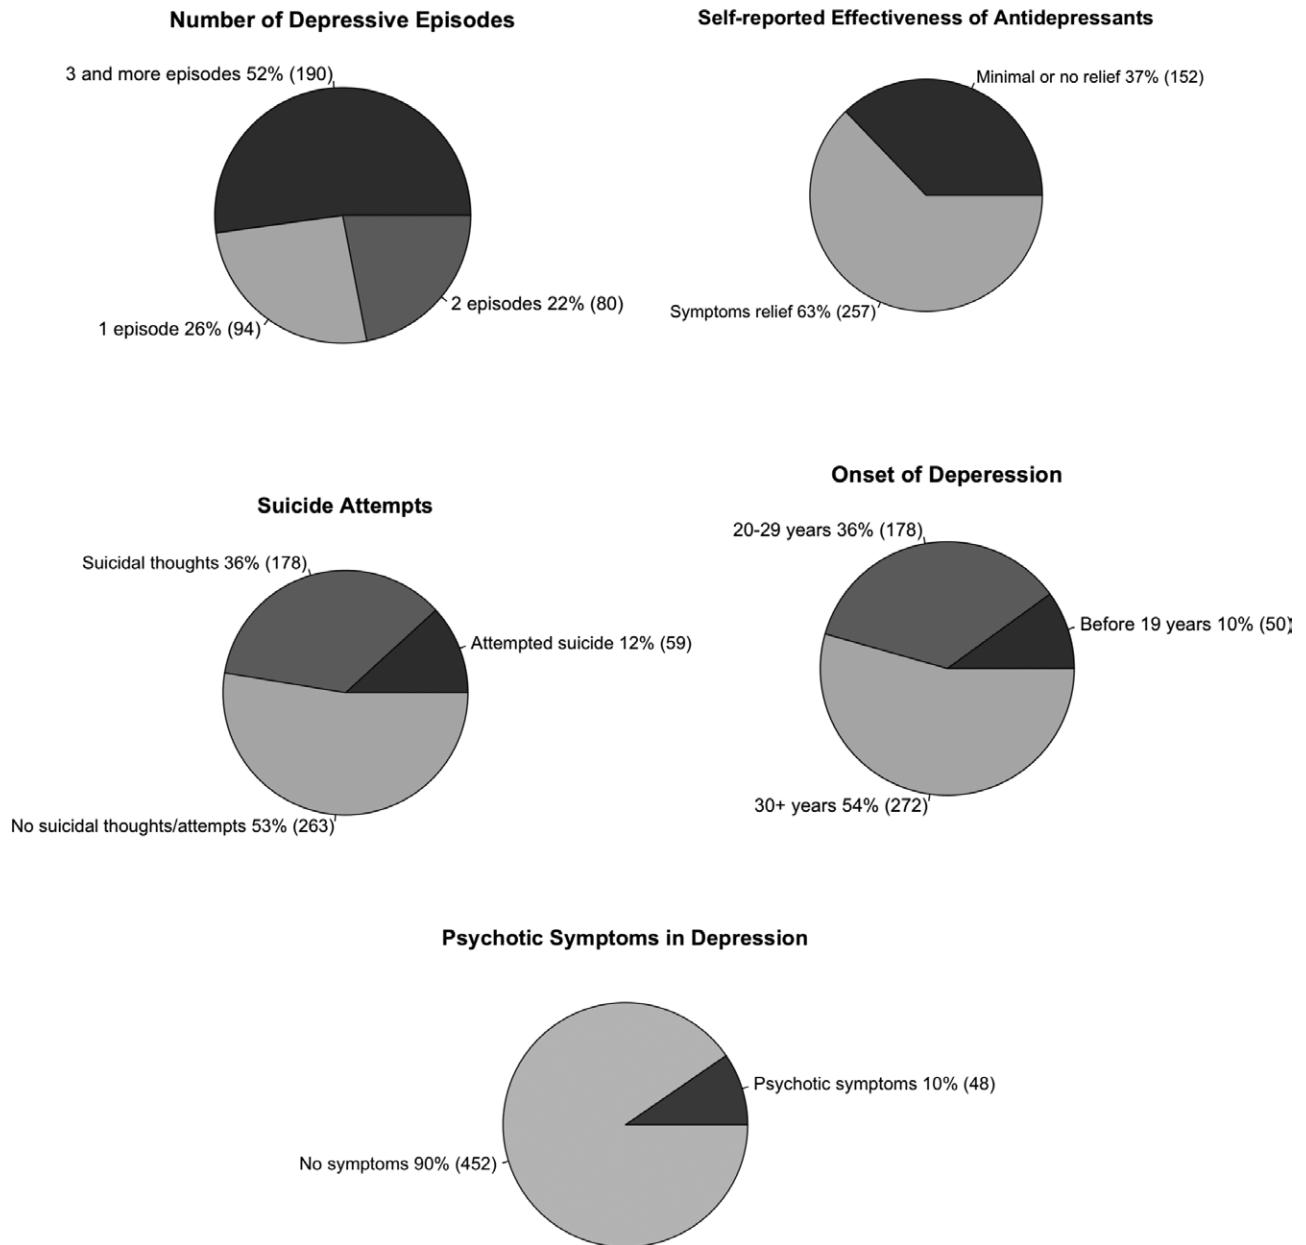 Number of Depressive Episodes
3 and more episodes 52% (190)
1 episode 26% (94)
2 episodes 22% (80)
Self-reported Effectiveness of Antidepressants
Minimal or no relief 37% (152)
Symptoms relief 63% (257)
Suicide Attempts
Suicidal thoughts 36% (178)
Attempted suicide 12% (59)
No suicidal thoughts/attempts 53% (263)
Onset of Deperession
20-29 years 36% (178)
Before 19 years 10% (50)
30+ years 54% (272)
Psychotic Symptoms in Depression
Psychotic symptoms 10% (48)
No symptoms 90% (452)